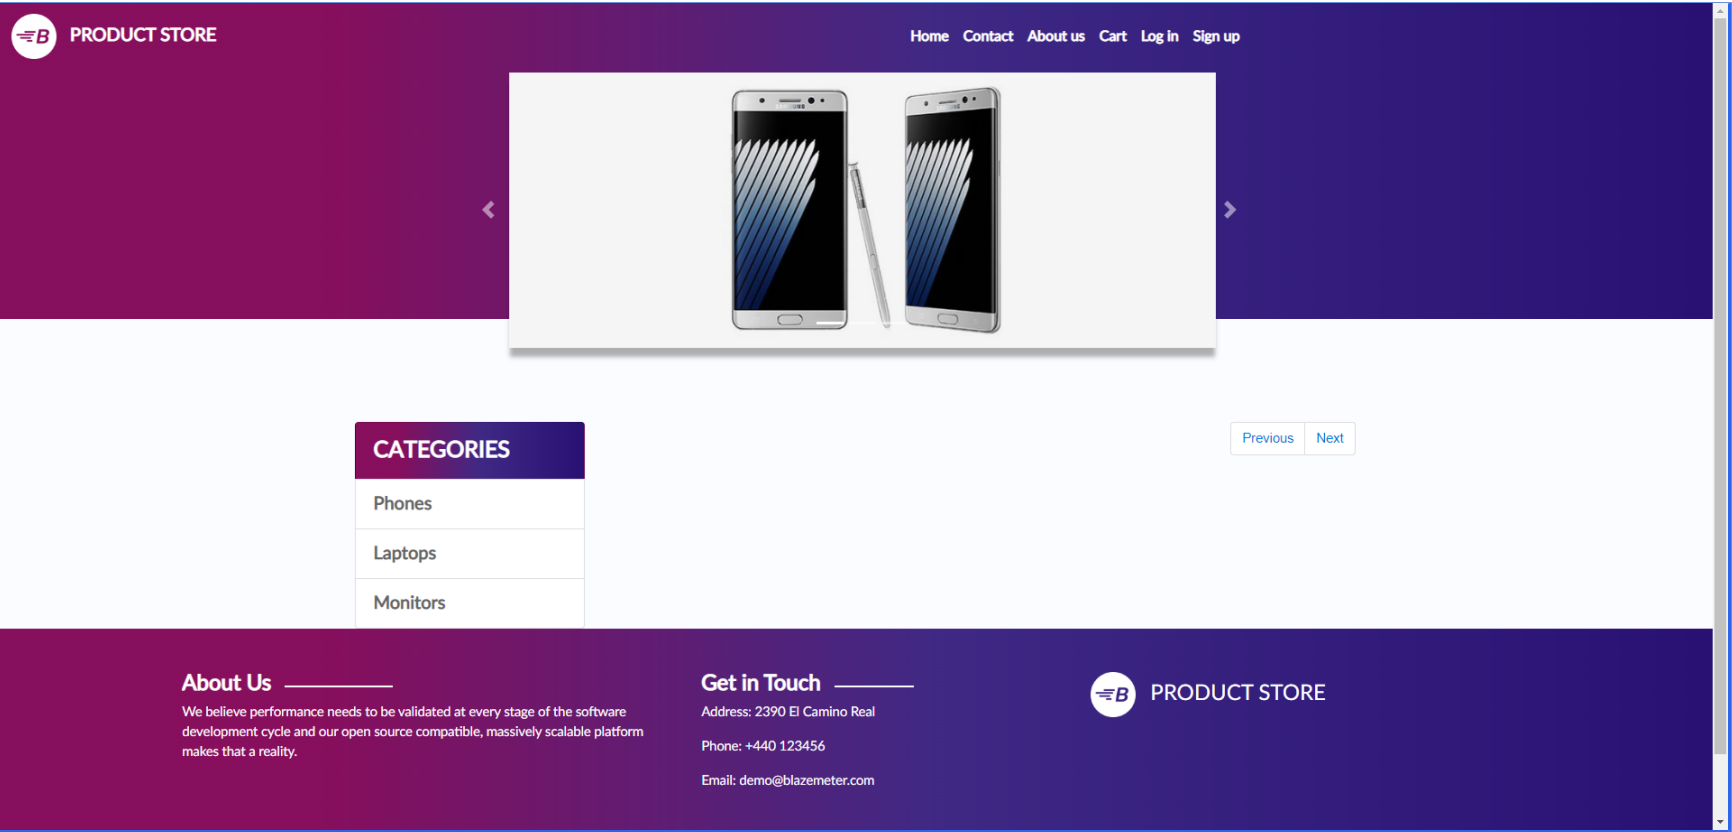 B PRODUCT STORE
Home Contact About us Cart Log in Sign up
SAMSUNG
SAMSUNG
CATEGORIES
Phones
Laptops
Monitors
Previous Next
About Us
We believe performance needs to be validated at every stage of the software
development cycle and our open source compatible, massively scalable platform
makes that a reality.
Get in Touch
Address: 2390 El Camino Real
Phone: +440 123456
Email: demo@blazemeter.com
B PRODUCT STORE